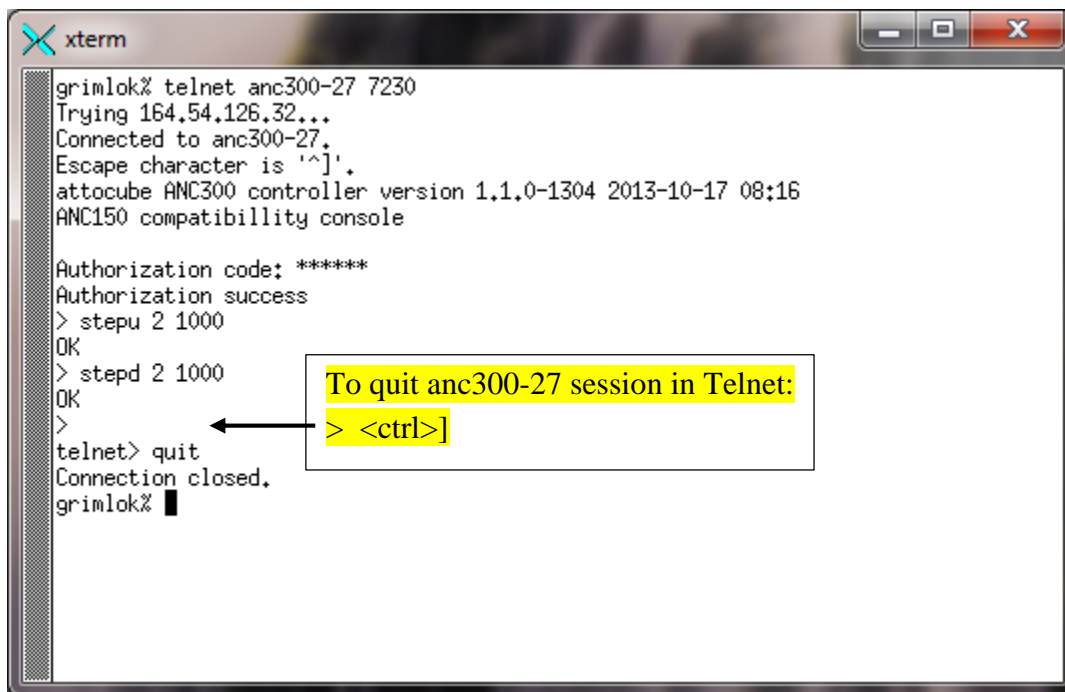 xterm
grimlok% telnet anc300-27 7230
Trying 164.54.126.32...
Connected to anc300-27.
Escape character is '^]'.
attocube ANC300 controller version 1.1.0-1304 2013-10-17 08:16
ANC150 compatibillity console
Authorization code: ******
Authorization success
> stepu 2 1000
OK
> stepd 2 1000
OK
>
To quit anc300-27 session in Telnet:
> <ctrl>]
telnet> quit
Connection closed.
grimlok%